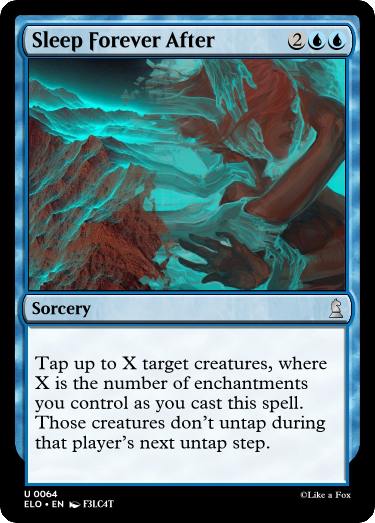 Sleep Forever After 2
Sorcery
Tap up to X target creatures, where
X is the number of enchantments
you control as you cast this spell.
Those creatures don't untap during
that player's next untap step.
U 0064
ELO • EN F3LC4T
©Like a Fox